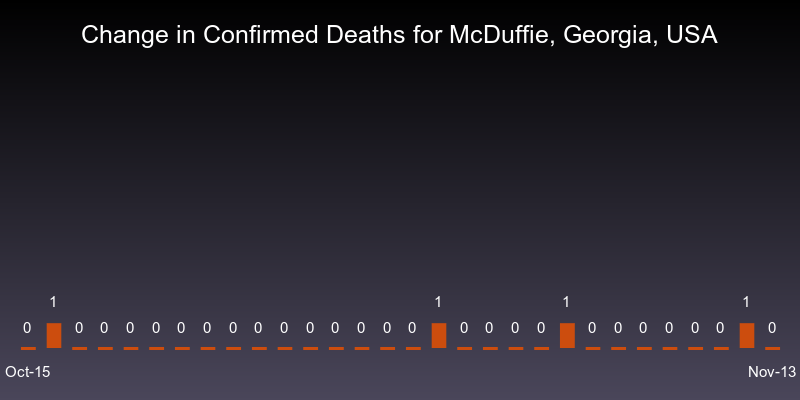 Change in Confirmed Deaths for McDuffie, Georgia, USA
0 1 0 0 0 0 0 0 0 0 0 0 0 0 0 0 1 0 0 0 0 1 0 0 0 0 0 0 1 0
Oct-15 Nov-13